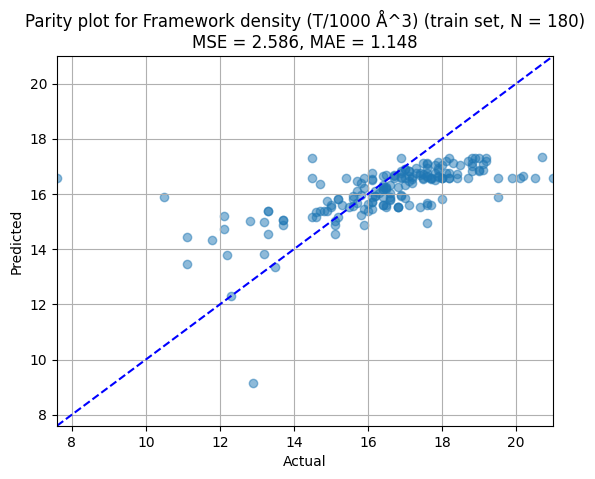 Parity plot for Framework density (T/1000 Å^3) (train set, N = 180)
MSE = 2.586, MAE = 1.148
20
18
16
14
12
10
8
Predicted
8 10 12 14 16 18 20
Actual